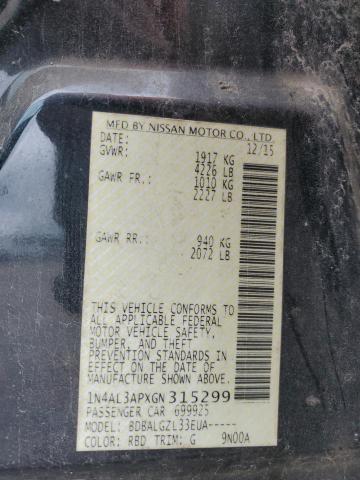 MFD BY NISSAN MOTOR CO., LTD.
DATE: 12/15
GVWR: 1917 KG
4226 LB
GAWR FR.: 1010 KG
2227 LB
GAWR RR.: 940 KG
2072 LB
THIS VEHICLE CONFORMS TO
ALL APPLICABLE FEDERAL
MOTOR VEHICLE SAFETY,
BUMPER, AND THEFT
PREVENTION STANDARDS IN
EFFECT ON THE DATE OF
MANUFACTURE SHOWN ABOVE.
1N4AL3APXGN315299
PASSENGER CAR 699925
MODEL: BDBALGZL33EUA-----
COLOR: RBD TRIM: G 9N00A